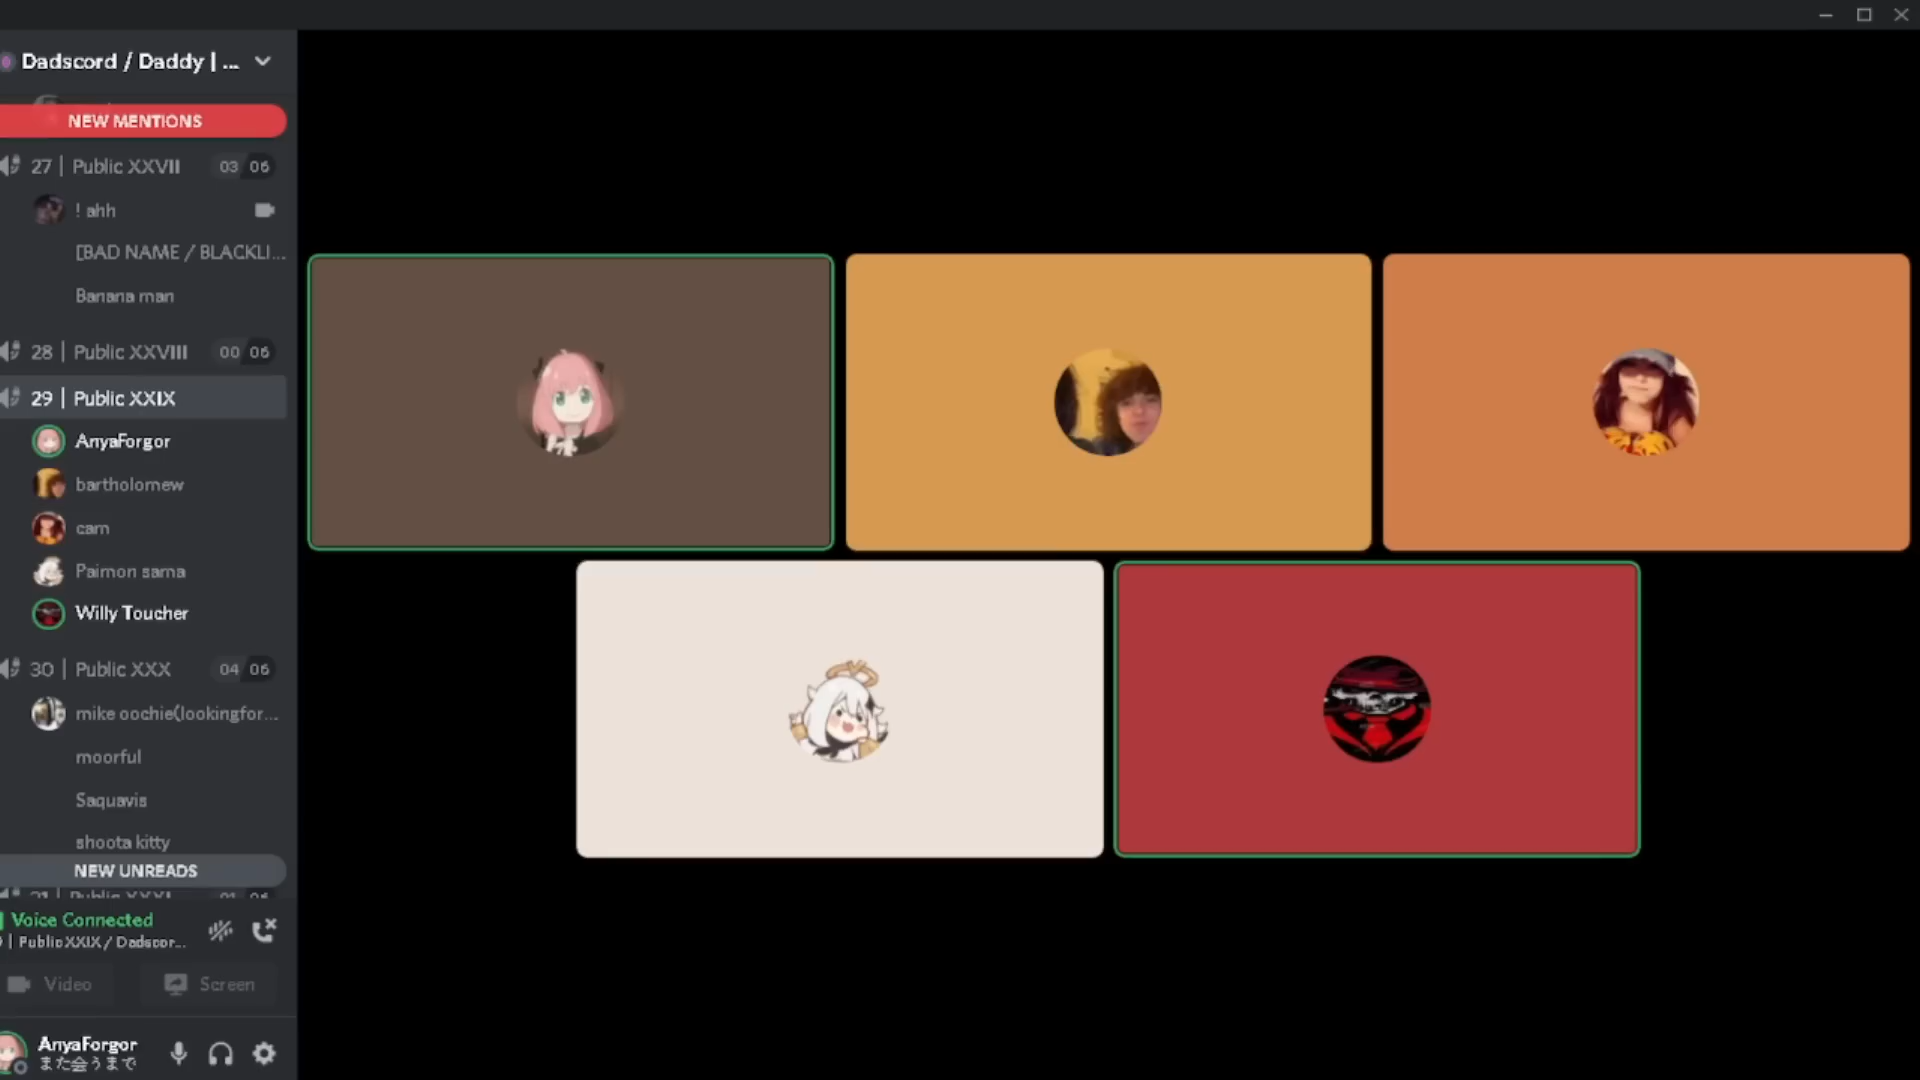 Dadscord / Daddy | ...
NEW MENTIONS
27 | Public XXVII 03 06
! ahh
[BAD NAME / BLACKLI...
Banana man
28 | Public XXVIII 00 06
29 | Public XXIX
AnyaForgor
bartholomew
cam
Paimon sama
Willy Toucher
30 | Public XXX 04 06
mike oochie(lookingfor...
moorful
Saquavis
shoota kitty
NEW UNREADS
Voice Connected
| Public XXIX / Dadscor...
Video Screen
AnyaForgor
また会うまで